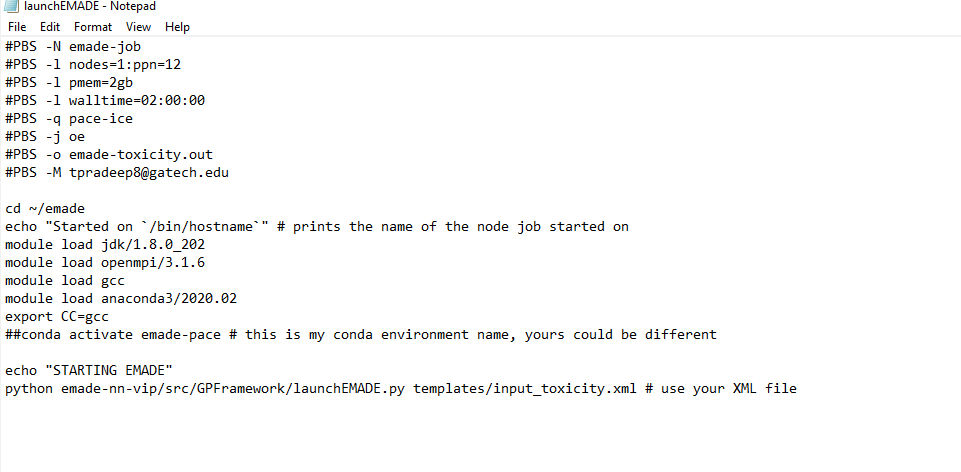 launchEMADE - Notepad
File Edit Format View Help
#PBS -N emade-job
#PBS -l nodes=1:ppn=12
#PBS -l pmem=2gb
#PBS -l walltime=02:00:00
#PBS -q pace-ice
#PBS -j oe
#PBS -o emade-toxicity.out
#PBS -M tpradeep8@gatech.edu
cd ~/emade
echo "Started on `/bin/hostname`" # prints the name of the node job started on
module load jdk/1.8.0_202
module load openmpi/3.1.6
module load gcc
module load anaconda3/2020.02
export CC=gcc
##conda activate emade-pace # this is my conda environment name, yours could be different
echo "STARTING EMADE"
python emade-nn-vip/src/GPFramework/launchEMADE.py templates/input_toxicity.xml # use your XML file